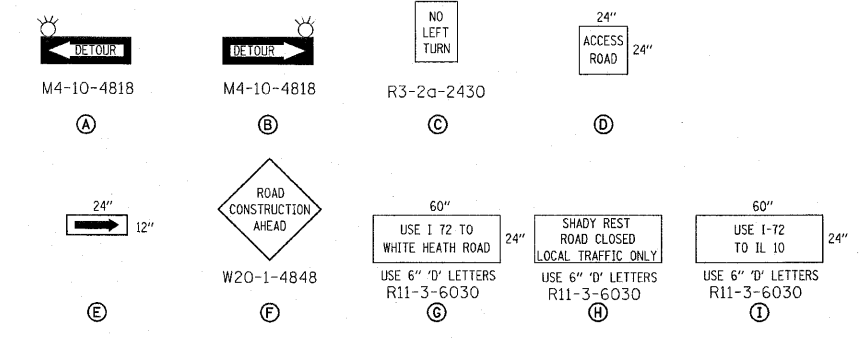 DETOUR
M4-10-4818
A
DETOUR
M4-10-4818
B
NO
LEFT
TURN
R3-2a-2430
C
24"
ACCESS
ROAD
24"
D
24"
12"
E
ROAD
CONSTRUCTION
AHEAD
W20-1-4848
F
60"
USE I 72 TO
WHITE HEATH ROAD
24"
USE 6" 'D' LETTERS
R11-3-6030
G
SHADY REST
ROAD CLOSED
LOCAL TRAFFIC ONLY
USE 6" 'D' LETTERS
R11-3-6030
H
60"
USE I-72
TO IL 10
24"
USE 6" 'D' LETTERS
R11-3-6030
I